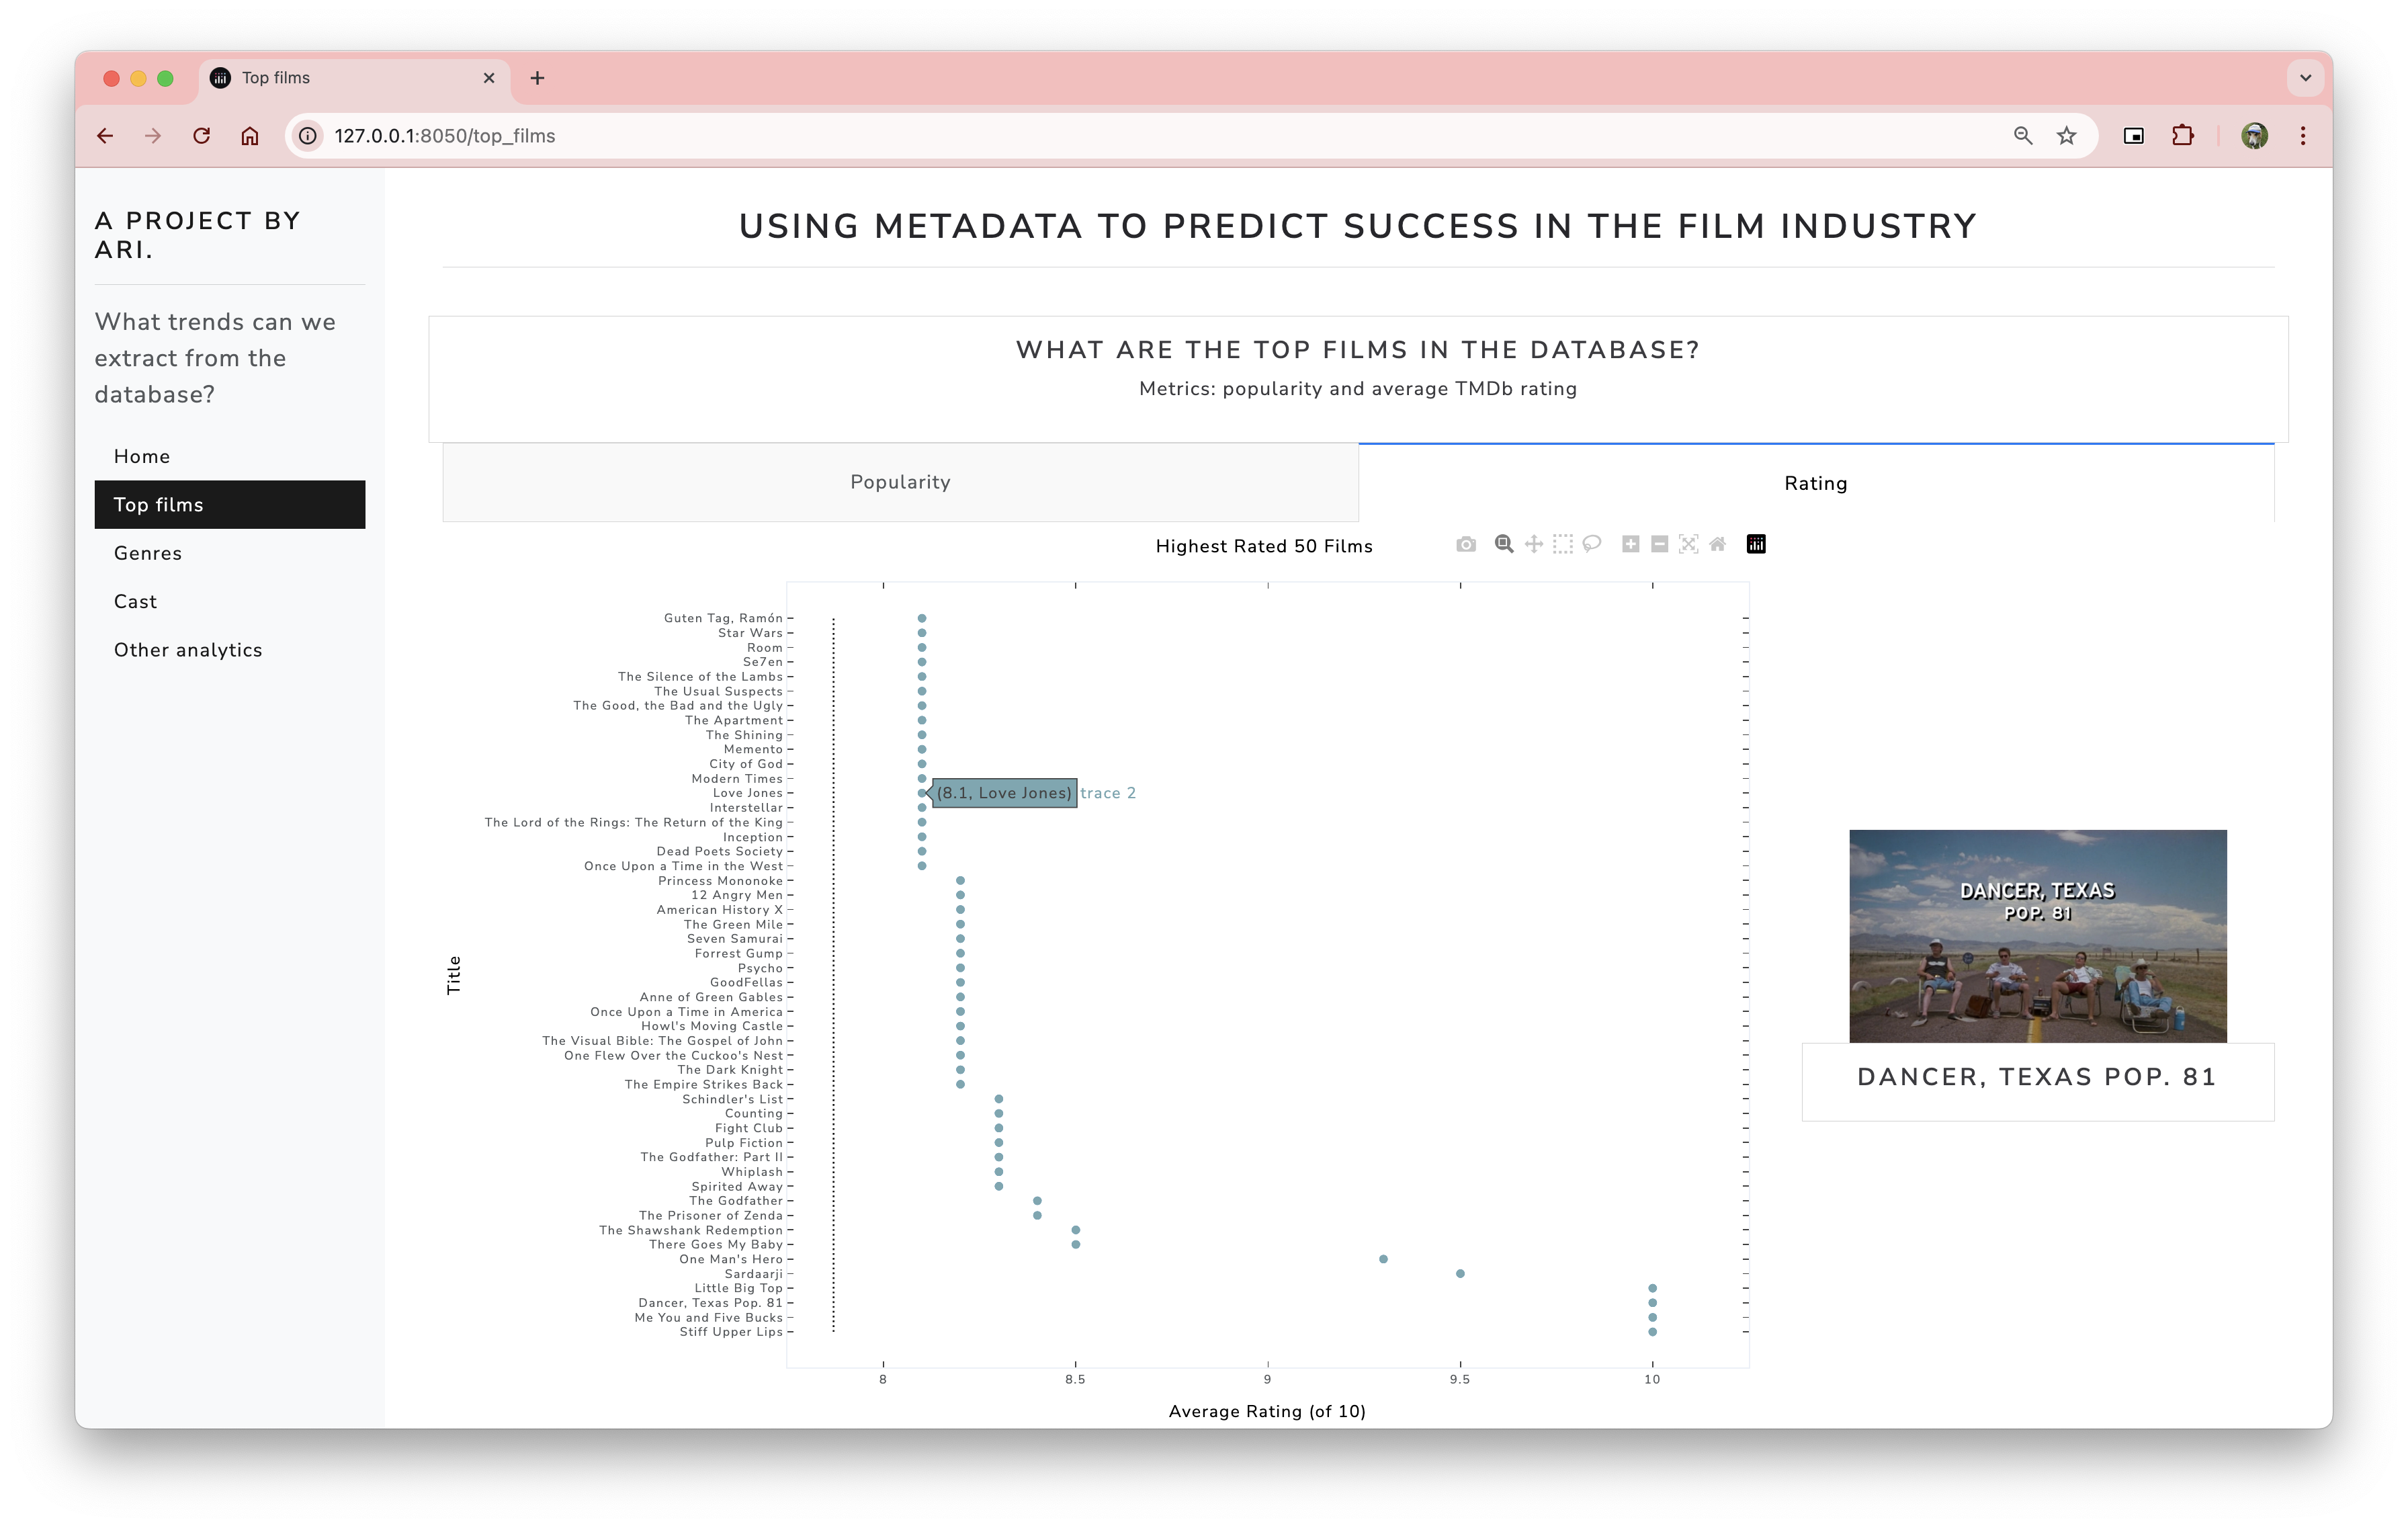 Top films
127.0.0.1:8050/top_films
A PROJECT BY
ARI.
What trends can we
extract from the
database?
Home
Top films
Genres
Cast
Other analytics
USING METADATA TO PREDICT SUCCESS IN THE FILM INDUSTRY
WHAT ARE THE TOP FILMS IN THE DATABASE?
Metrics: popularity and average TMDb rating
Popularity
Rating
Highest Rated 50 Films
Title
Guten Tag, Ramón
Star Wars
Room
Se7en
The Silence of the Lambs
The Usual Suspects
The Good, the Bad and the Ugly
The Apartment
The Shining
Memento
City of God
Modern Times
Love Jones
(8.1, Love Jones) trace 2
Interstellar
The Lord of the Rings: The Return of the King
Inception
Dead Poets Society
Once Upon a Time in the West
Princess Mononoke
12 Angry Men
American History X
The Green Mile
Seven Samurai
Forrest Gump
Psycho
GoodFellas
Anne of Green Gables
Once Upon a Time in America
Howl's Moving Castle
The Visual Bible: The Gospel of John
One Flew Over the Cuckoo's Nest
The Dark Knight
The Empire Strikes Back
Schindler's List
Counting
Fight Club
Pulp Fiction
The Godfather: Part II
Whiplash
Spirited Away
The Godfather
The Prisoner of Zenda
The Shawshank Redemption
There Goes My Baby
One Man's Hero
Sardaarji
Little Big Top
Dancer, Texas Pop. 81
Me You and Five Bucks
Stiff Upper Lips
8 8.5 9 9.5 10
Average Rating (of 10)
DANCER, TEXAS
POP. 81
DANCER, TEXAS POP. 81